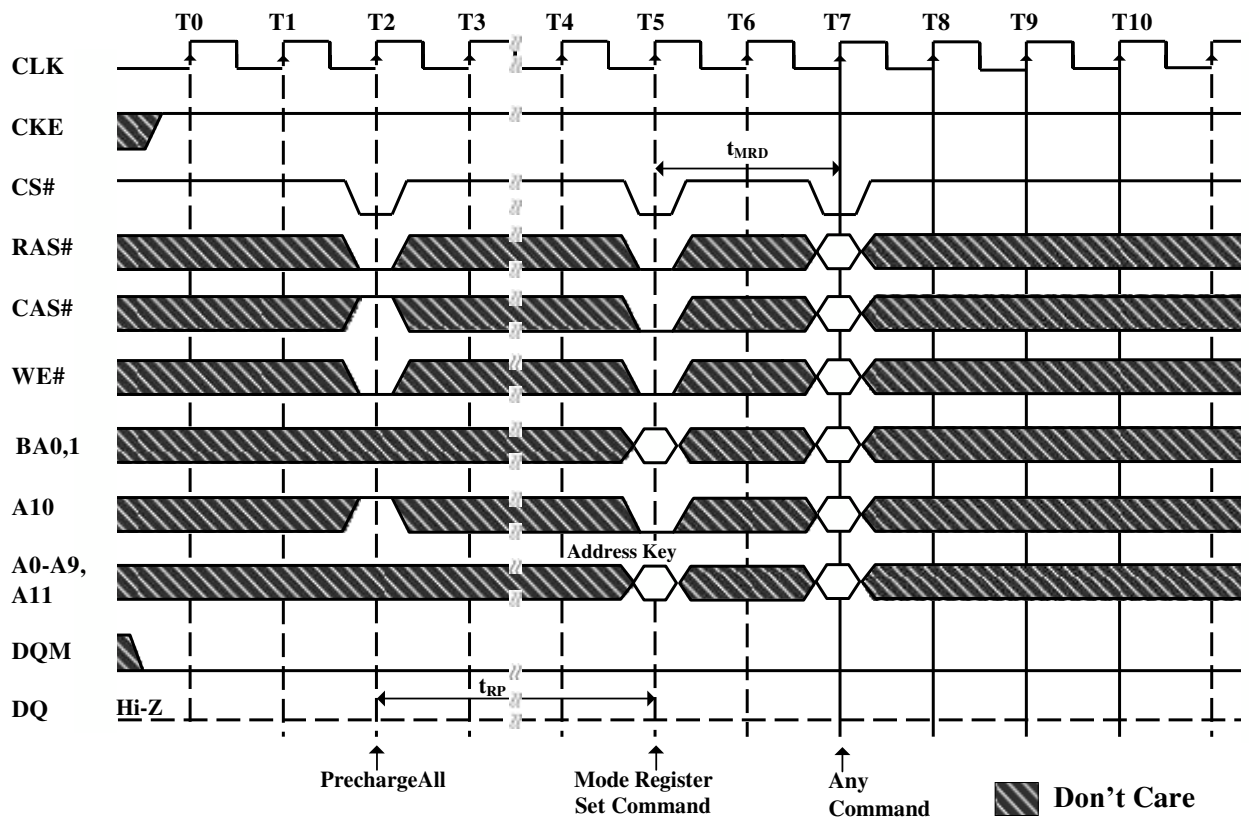 T0 T1 T2 T3 T4 T5 T6 T7 T8 T9 T10
CLK
CKE
tMRD
CS#
RAS#
CAS#
WE#
BA0,1
A10
Address Key
A0-A9,
A11
DQM
tRP
DQ Hi-Z
PrechargeAll
Mode Register
Set Command
Any
Command
Don't Care